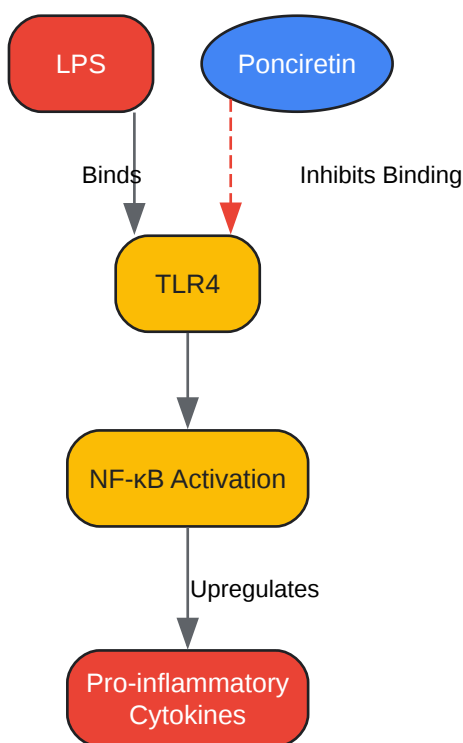 LPS
Ponciretin
Binds
Inhibits Binding
TLR4
NF-κB Activation
Upregulates
Pro-inflammatory
Cytokines